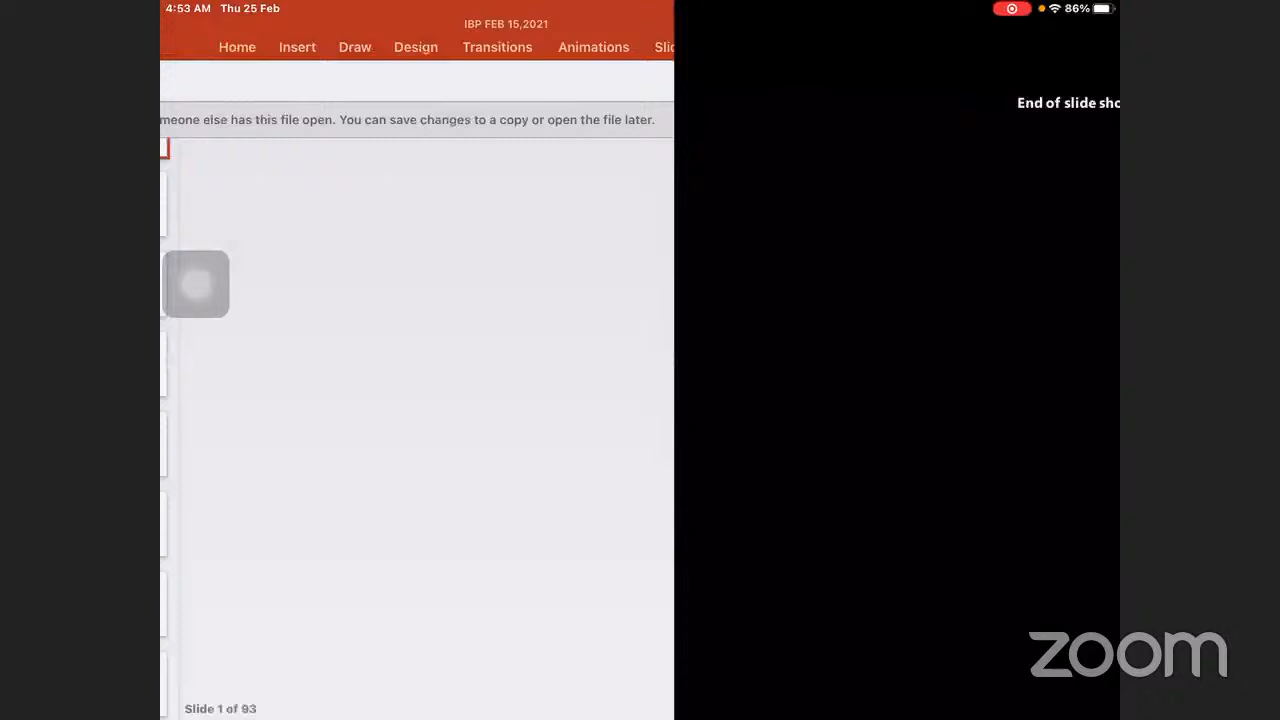 4:53 AM Thu 25 Feb
86%
IBP FEB 15,2021
Home Insert Draw Design Transitions Animations
meone else has this file open. You can save changes to a copy or open the file later.
End of slide sho
Slide 1 of 93
zoom